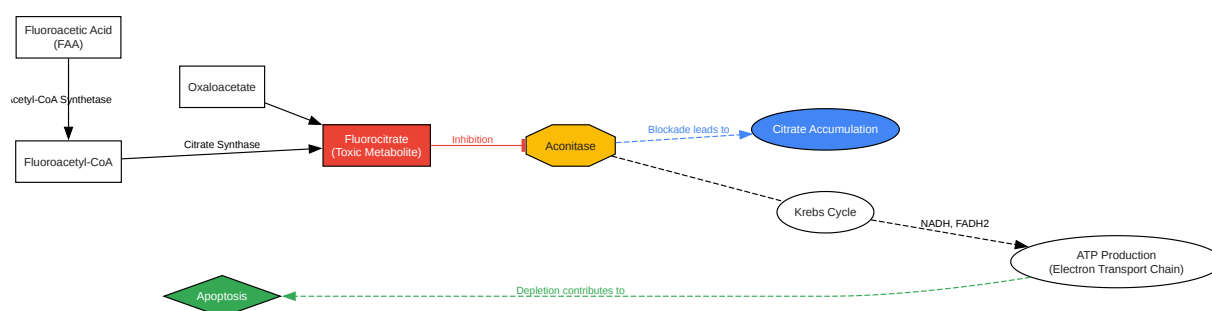 Fluoroacetic Acid
(FAA)
Acetyl-CoA Synthetase
Fluoroacetyl-CoA
Oxaloacetate
Citrate Synthase
Fluorocitrate
(Toxic Metabolite)
Inhibition
Aconitase
Blockade leads to
Citrate Accumulation
Krebs Cycle
NADH, FADH2
ATP Production
(Electron Transport Chain)
Depletion contributes to
Apoptosis